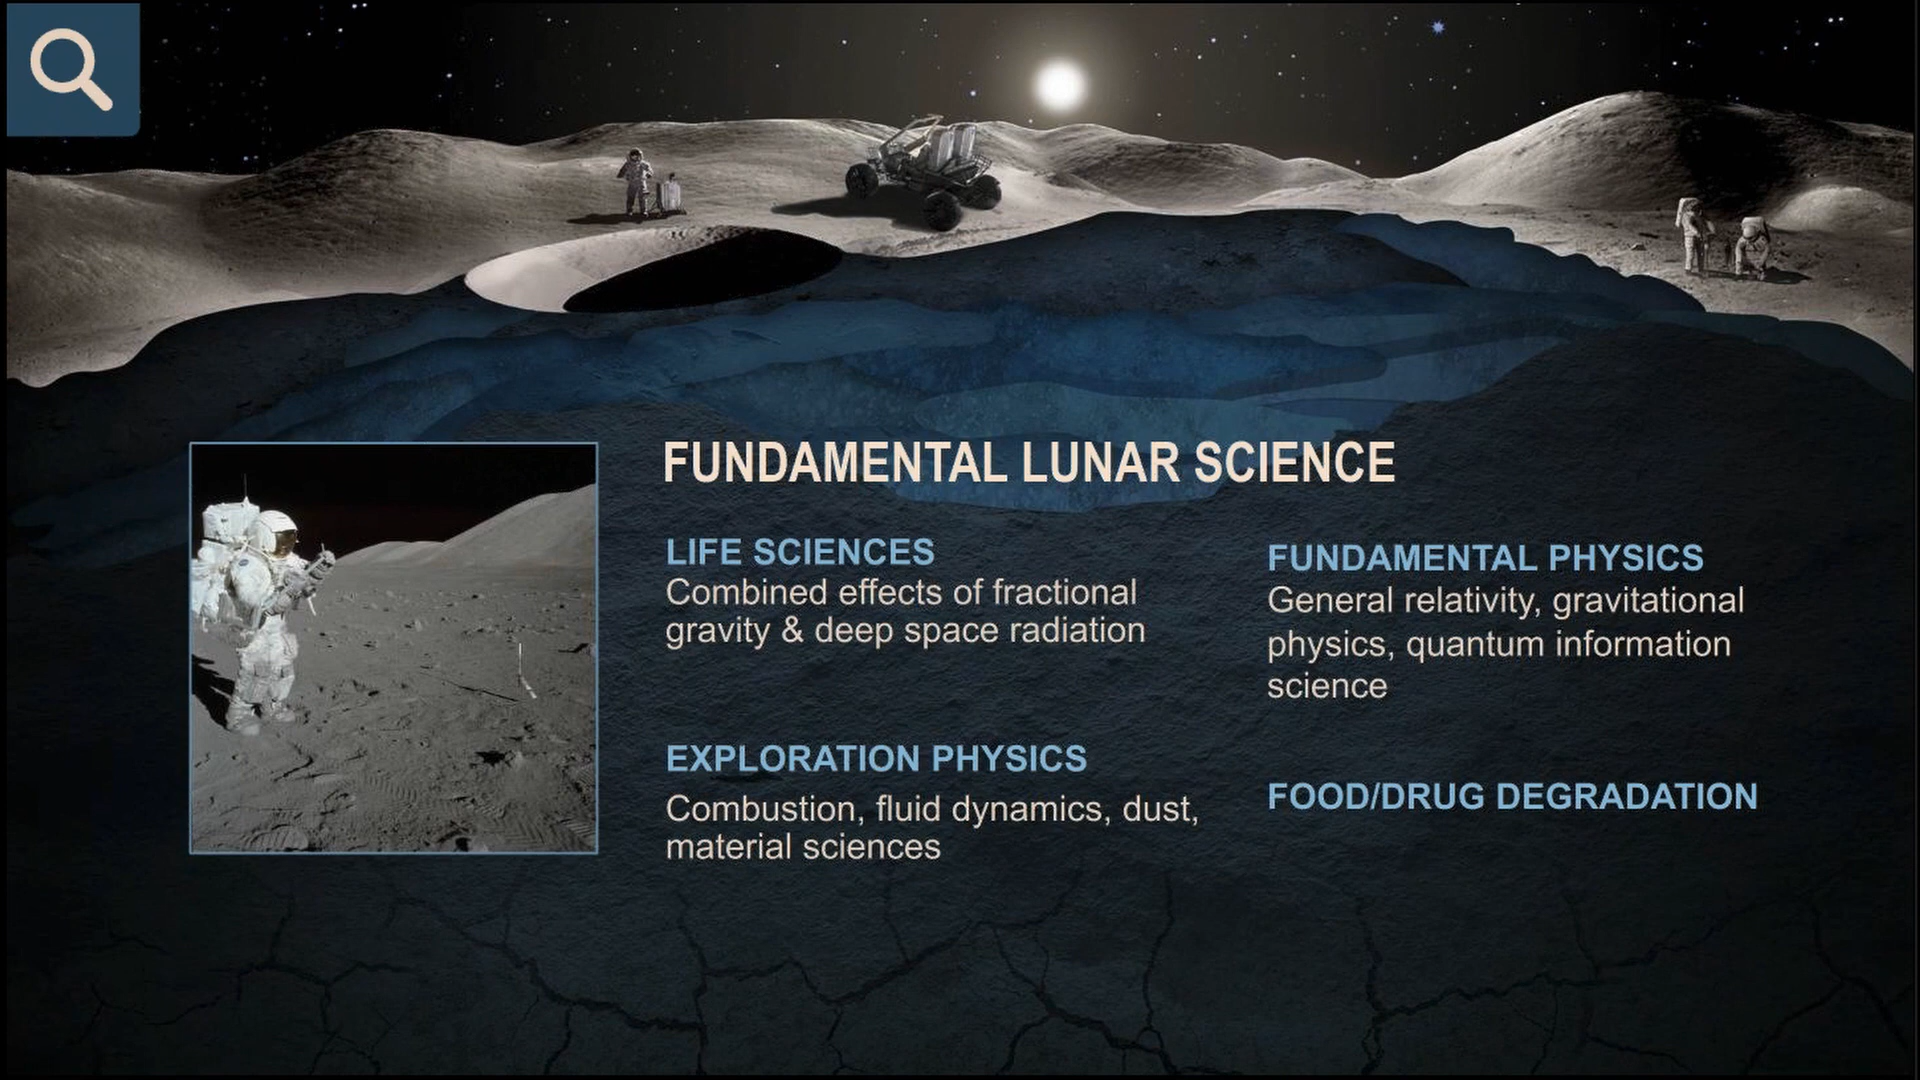 FUNDAMENTAL LUNAR SCIENCE
LIFE SCIENCES
Combined effects of fractional
gravity & deep space radiation
EXPLORATION PHYSICS
Combustion, fluid dynamics, dust,
material sciences
FUNDAMENTAL PHYSICS
General relativity, gravitational
physics, quantum information
science
FOOD/DRUG DEGRADATION